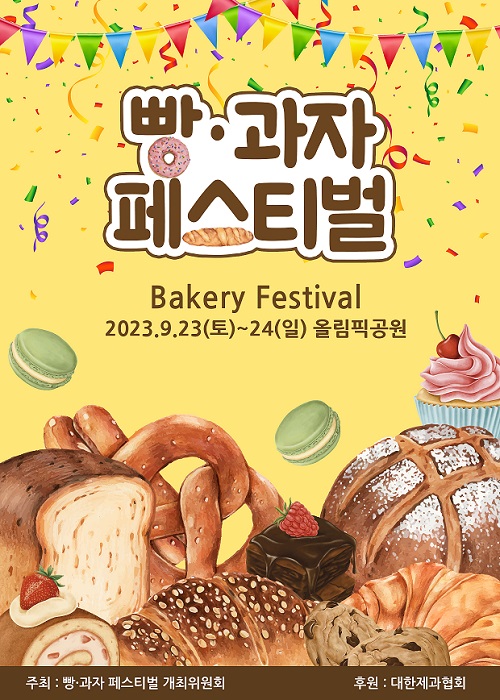 빵·과자
페스티벌
Bakery Festival
2023.9.23(토)~24(일) 올림픽공원
주최 : 빵·과자 페스티벌 개최위원회
후원 : 대한제과협회